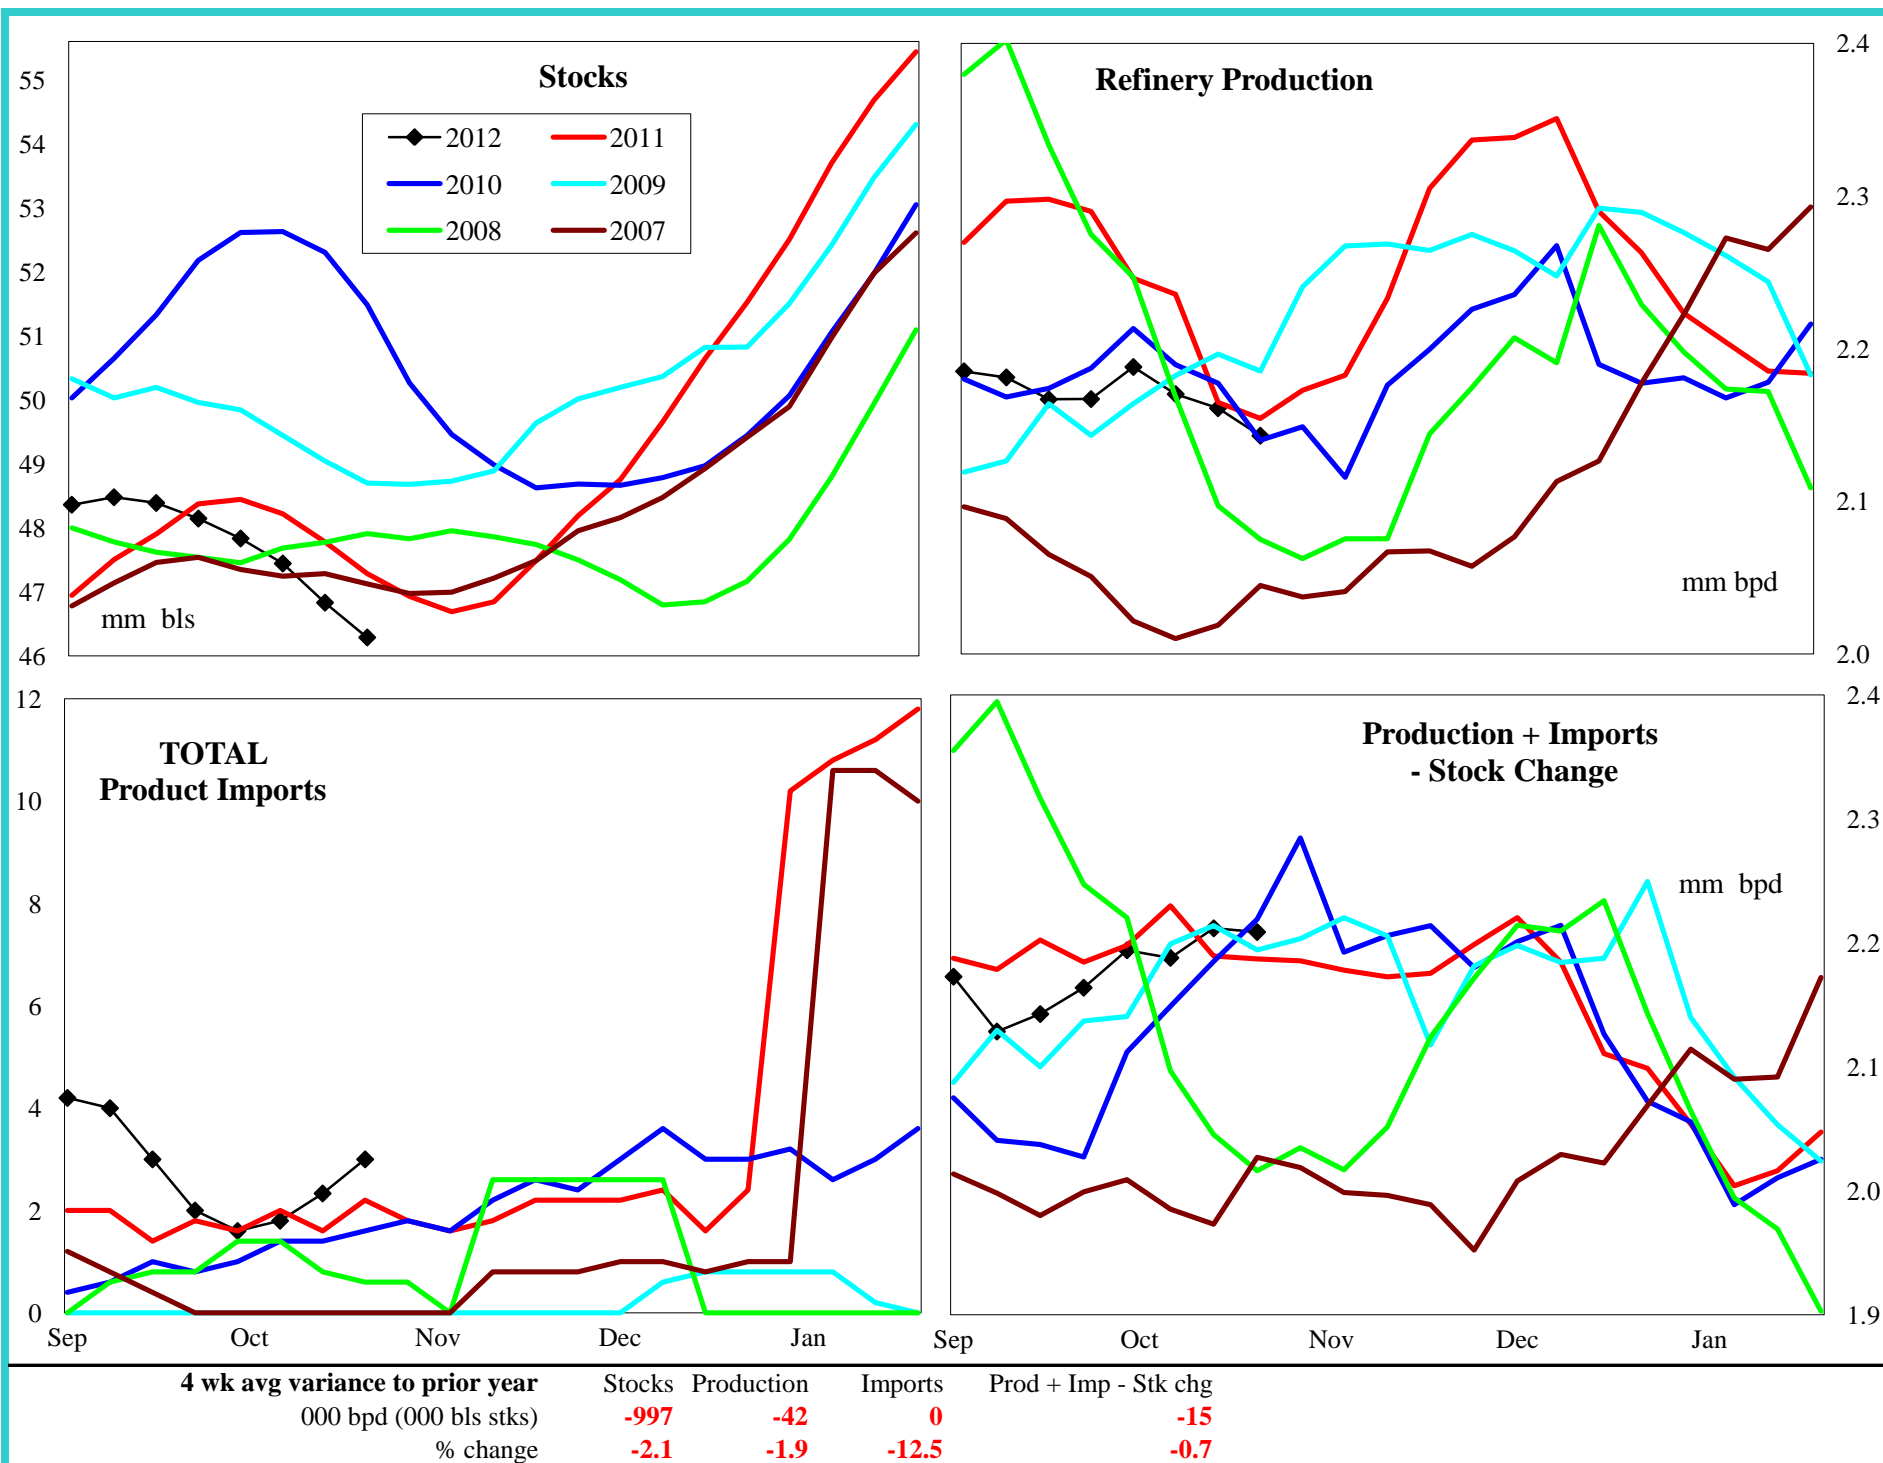 Stocks
55
54
53
52
51
50
49
48
47
46
2012
2011
2010
2009
2008
2007
mm bls
Refinery Production
2.4
2.3
2.2
2.1
2.0
mm bpd
TOTAL
Product Imports
12
10
8
6
4
2
0
Sep Oct Nov Dec Jan
Production + Imports
- Stock Change
mm bpd
2.4
2.3
2.2
2.1
2.0
1.9
Sep Oct Nov Dec Jan
4 wk avg variance to prior year Stocks Production Imports Prod + Imp - Stk chg
000 bpd (000 bls stks) -997 -42 0 -15
% change -2.1 -1.9 -12.5 -0.7